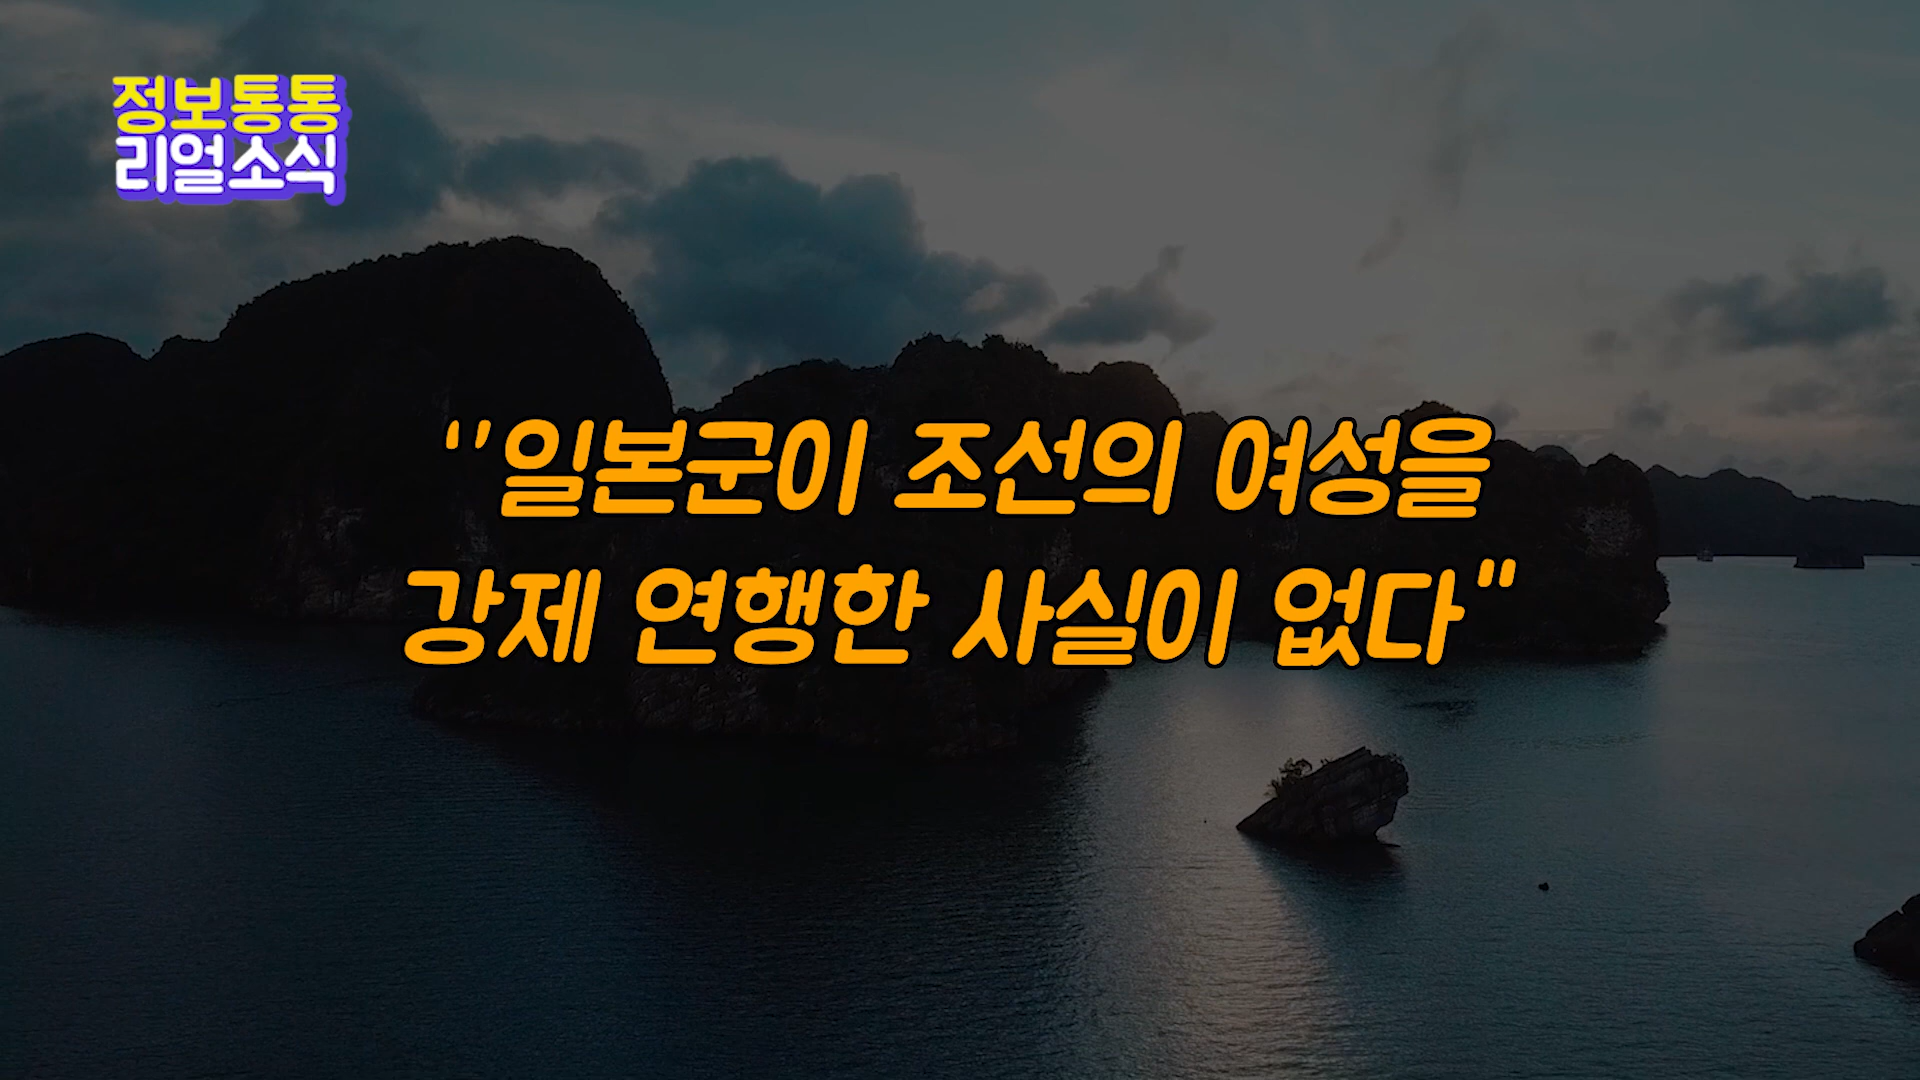 정보통통
리얼소식
"일본군이 조선의 여성을
강제 연행한 사실이 없다"